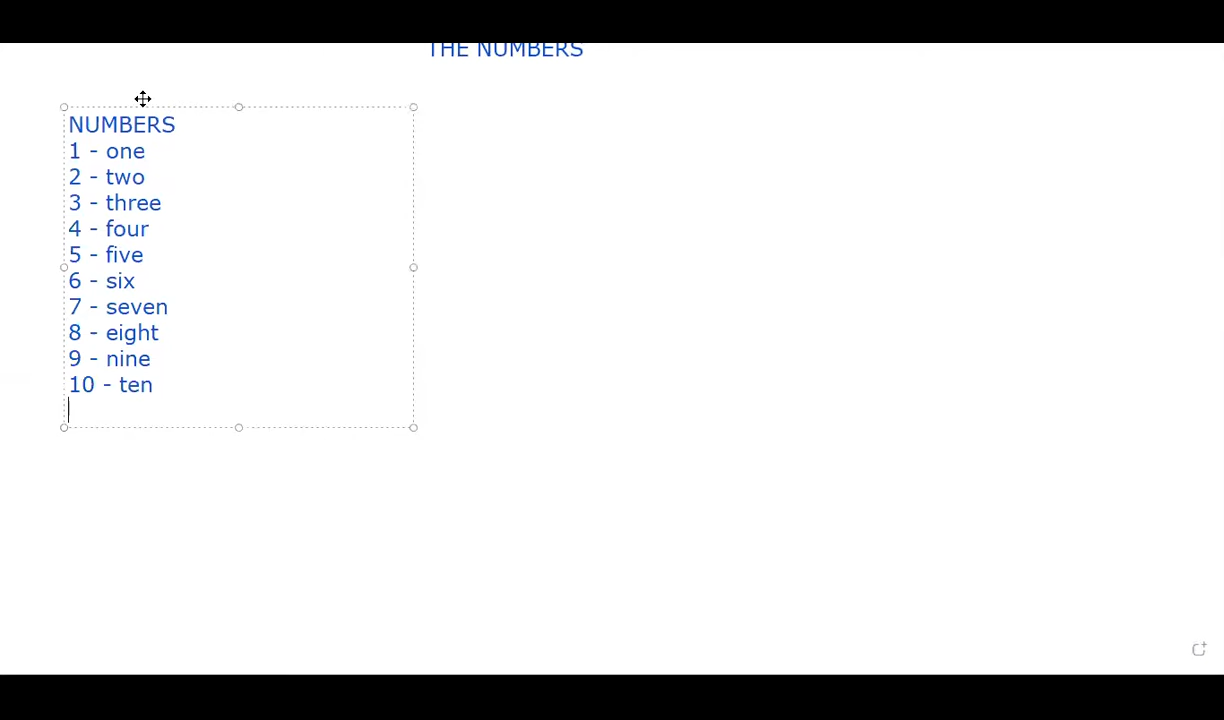 THE NUMBERS
NUMBERS
1 - one
2 - two
3 - three
4 - four
5 - five
6 - six
7 - seven
8 - eight
9 - nine
10 - ten